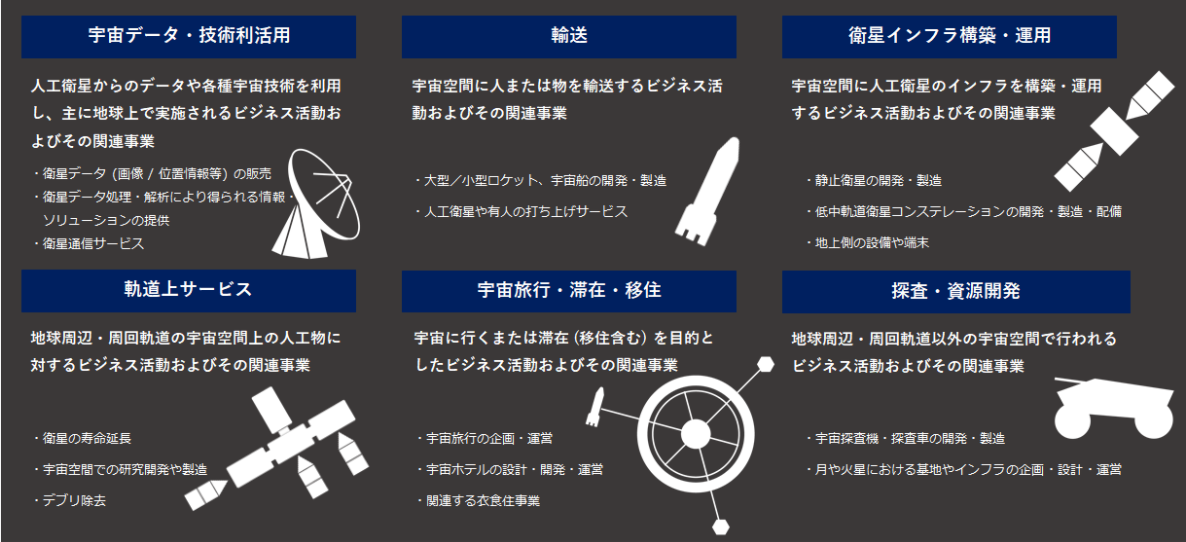 宇宙データ・技術利活用
人工衛星からのデータや各種宇宙技術を利用
し、主に地球上で実施されるビジネス活動お
よびその関連事業
・衛星データ (画像 / 位置情報等) の販売
・衛星データ処理・解析により得られる情報・
ソリューションの提供
・衛星通信サービス
輸送
宇宙空間に人または物を輸送するビジネス活
動およびその関連事業
・大型／小型ロケット、宇宙船の開発・製造
・人工衛星や有人の打ち上げサービス
衛星インフラ構築・運用
宇宙空間に人工衛星のインフラを構築・運用
するビジネス活動およびその関連事業
・静止衛星の開発・製造
・低中軌道衛星コンステレーションの開発・製造・配備
・地上側の設備や端末
軌道上サービス
地球周辺・周回軌道の宇宙空間上の人工物に
対するビジネス活動およびその関連事業
・衛星の寿命延長
・宇宙空間での研究開発や製造
・デブリ除去
宇宙旅行・滞在・移住
宇宙に行くまたは滞在 (移住含む) を目的と
したビジネス活動およびその関連事業
・宇宙旅行の企画・運営
・宇宙ホテルの設計・開発・運営
・関連する衣食住事業
探査・資源開発
地球周辺・周回軌道以外の宇宙空間で行われる
ビジネス活動およびその関連事業
・宇宙探査機・探査車の開発・製造
・月や火星における基地やインフラの企画・設計・運営